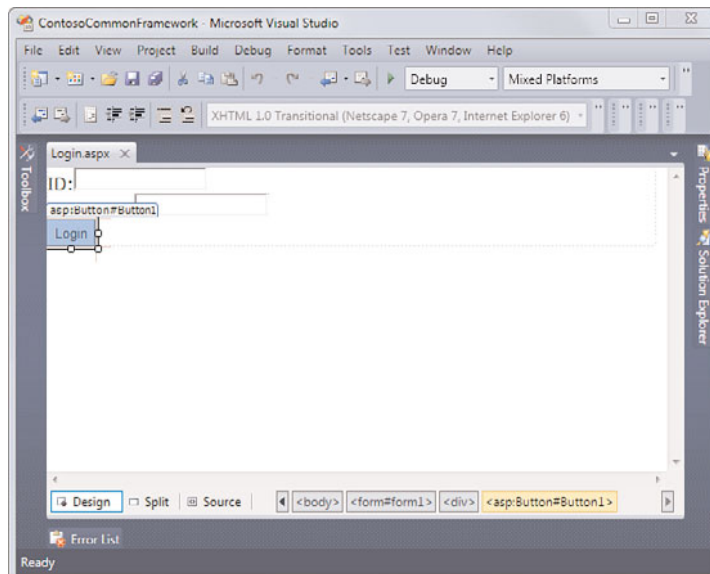 ContosoCommonFramework - Microsoft Visual Studio
File Edit View Project Build Debug Format Tools Test Window Help
Debug Mixed Platforms
XHTML 1.0 Transitional (Netscape 7, Opera 7, Internet Explorer 6)
Toolbox
Login.aspx
ID:
asp:Button#Button1
Login
Properties
Solution Explorer
Design Split Source <body> <form#form1> <div> <asp:Button#Button1>
Error List
Ready